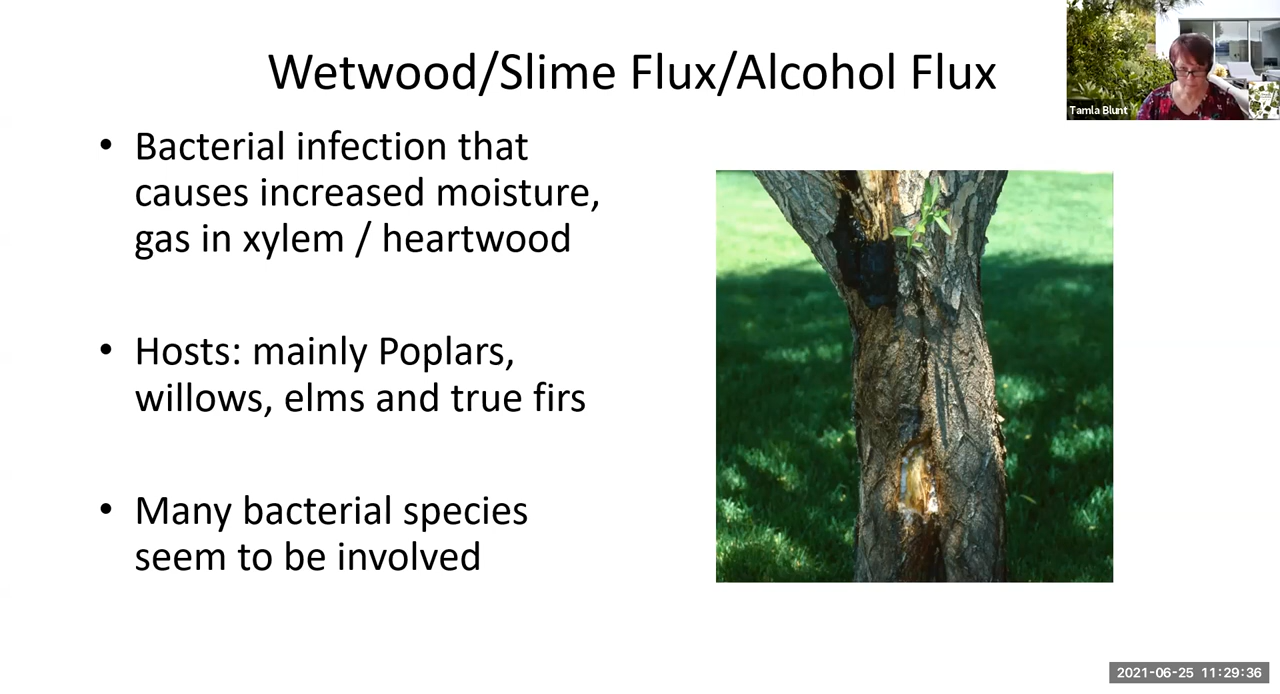 Wetwood/Slime Flux/Alcohol Flux
Tamla Blunt
• Bacterial infection that
causes increased moisture,
gas in xylem / heartwood
• Hosts: mainly Poplars,
willows, elms and true firs
• Many bacterial species
seem to be involved
2021-06-25 11:29:36